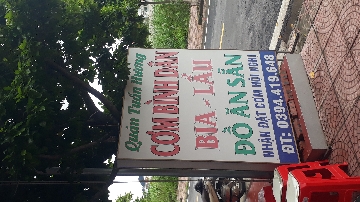 Quán Tuấn Hương
CƠM BÌNH DÂN
BIA - LẨU
ĐỒ ĂN SẴN
NHẬN ĐẶT CƠM HỘI NGHỊ
ĐT: 0394.419.648